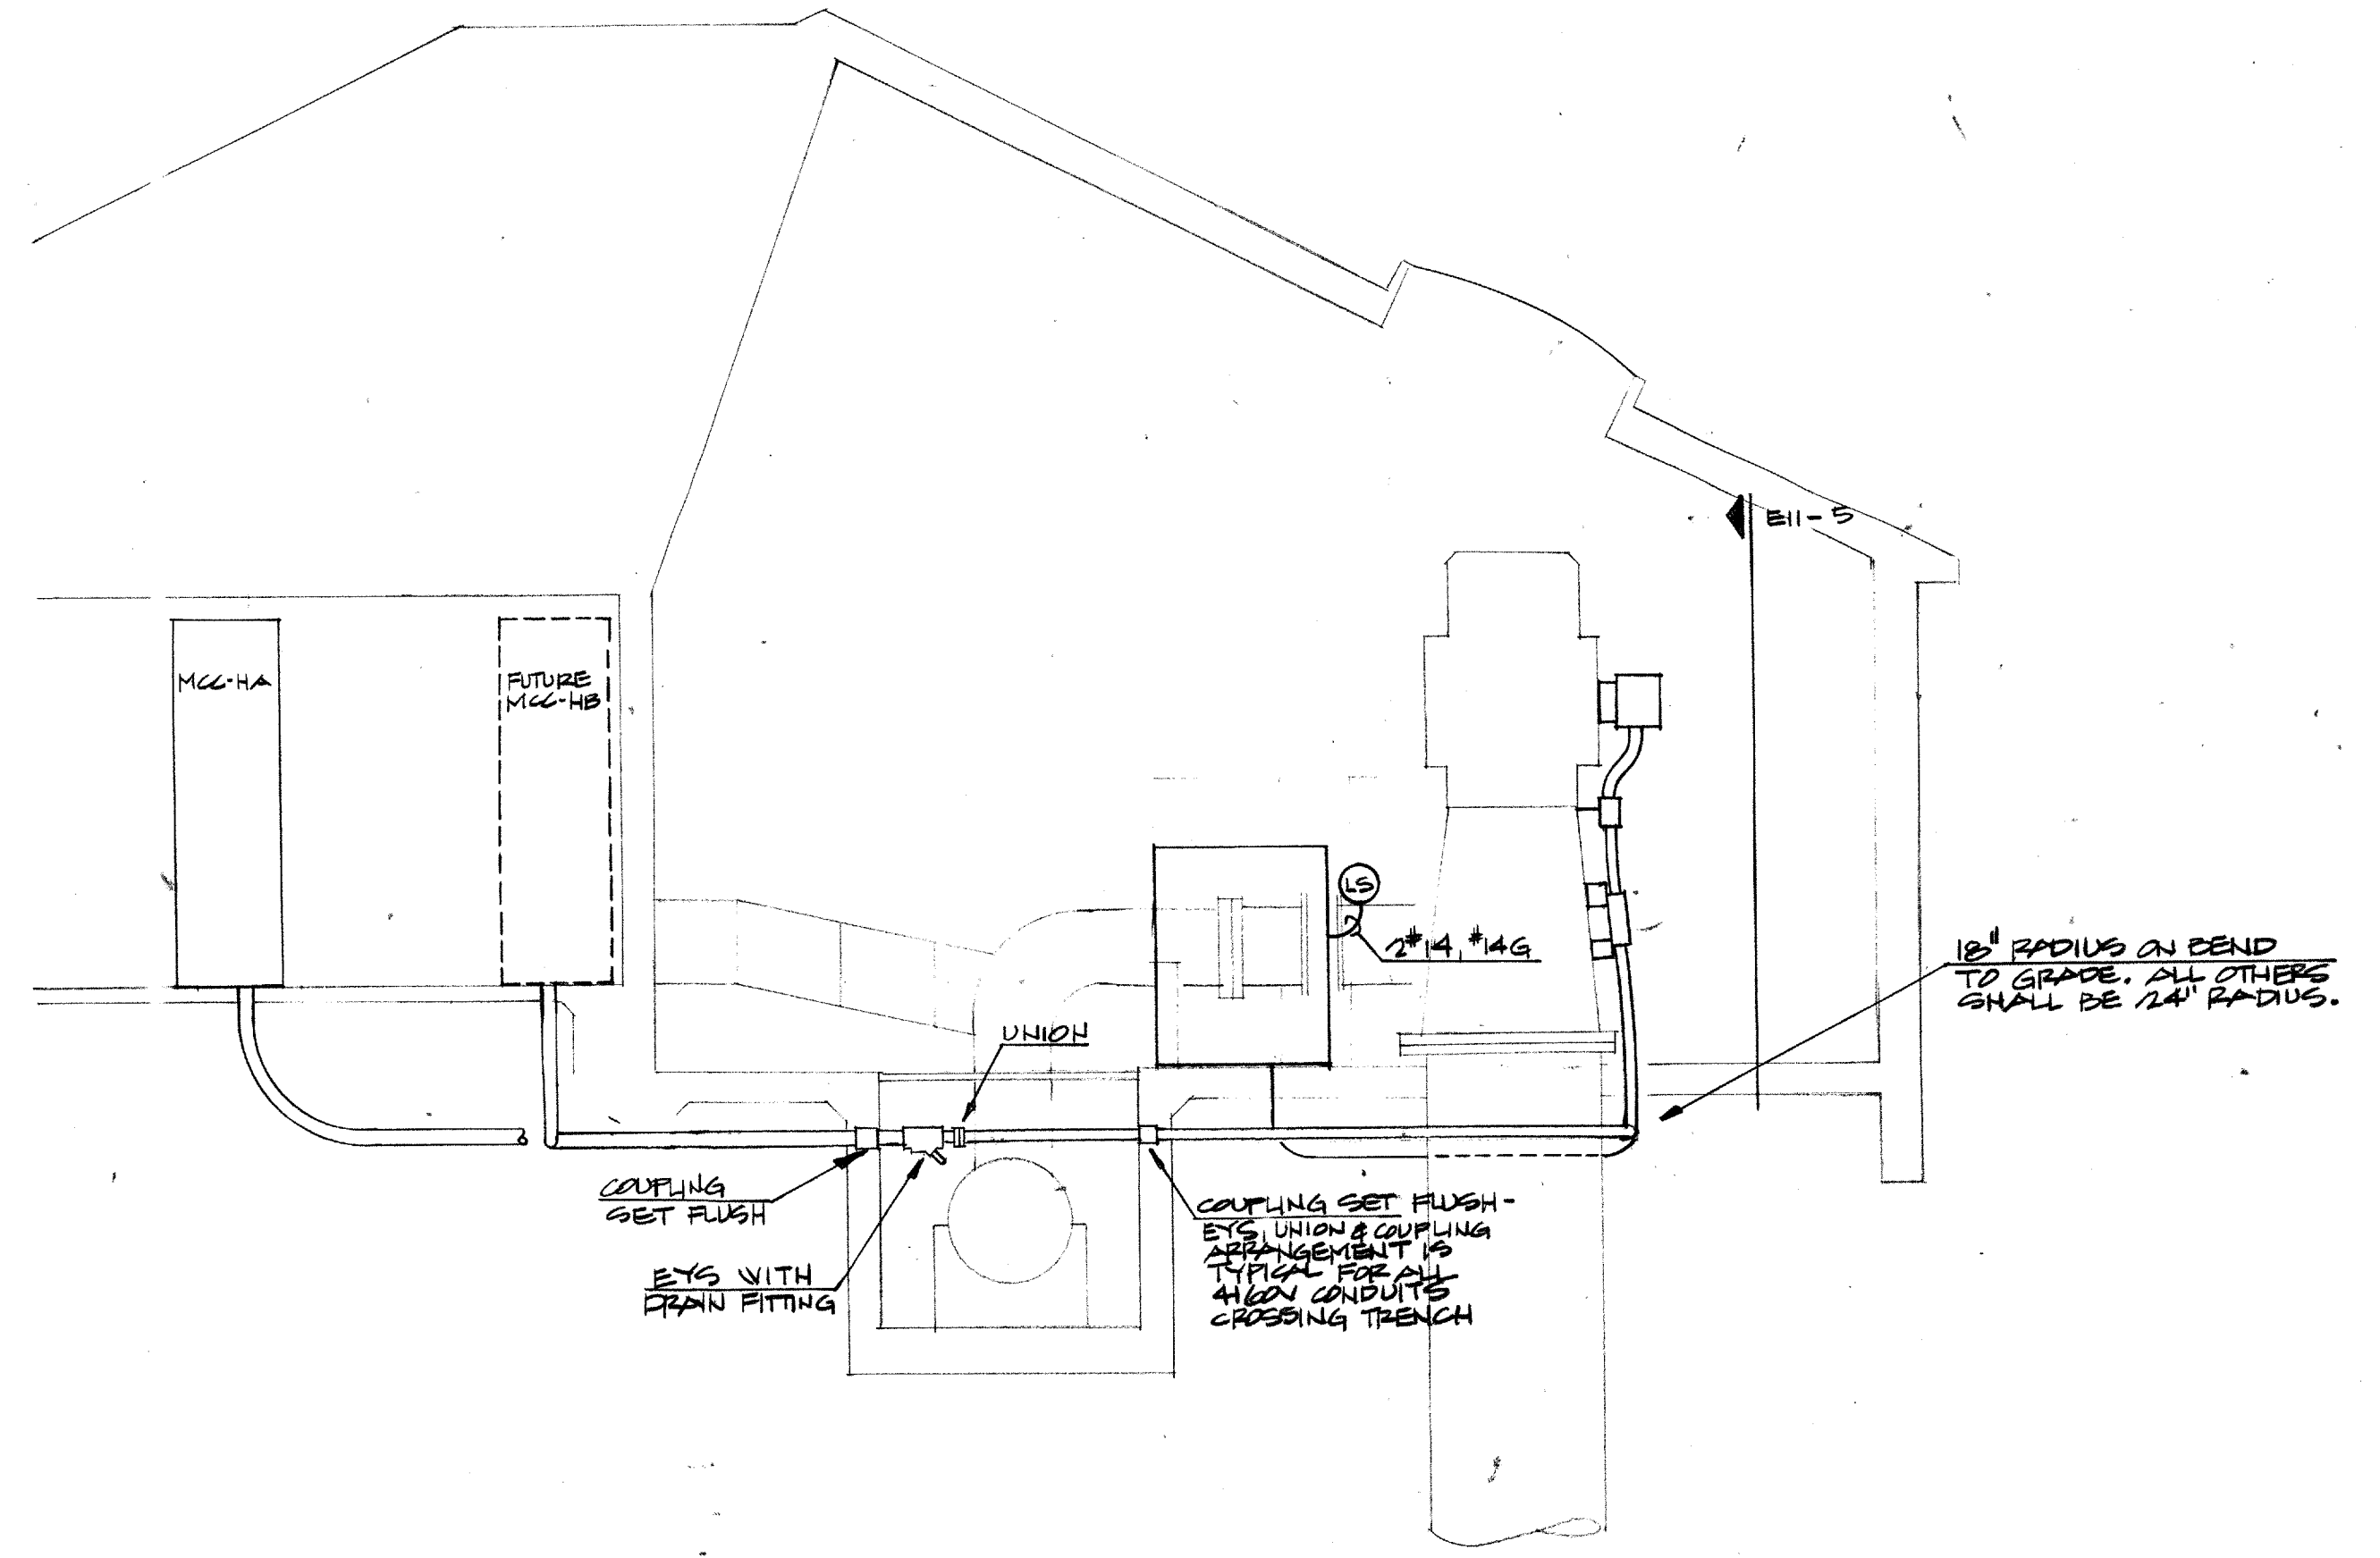 E11-5
MCC-HA
FUTURE
MCC-HB
LS
2#14, #14G
18" RADIUS ON BEND
TO GRADE. ALL OTHERS
SHALL BE 24" RADIUS.
UNION
COUPLING
SET FLUSH
COUPLING SET FLUSH-
EYS, UNION & COUPLING
ARRANGEMENT IS
TYPICAL FOR ALL
4160V CONDUITS
CROSSING TRENCH
EYS WITH
DRAIN FITTING